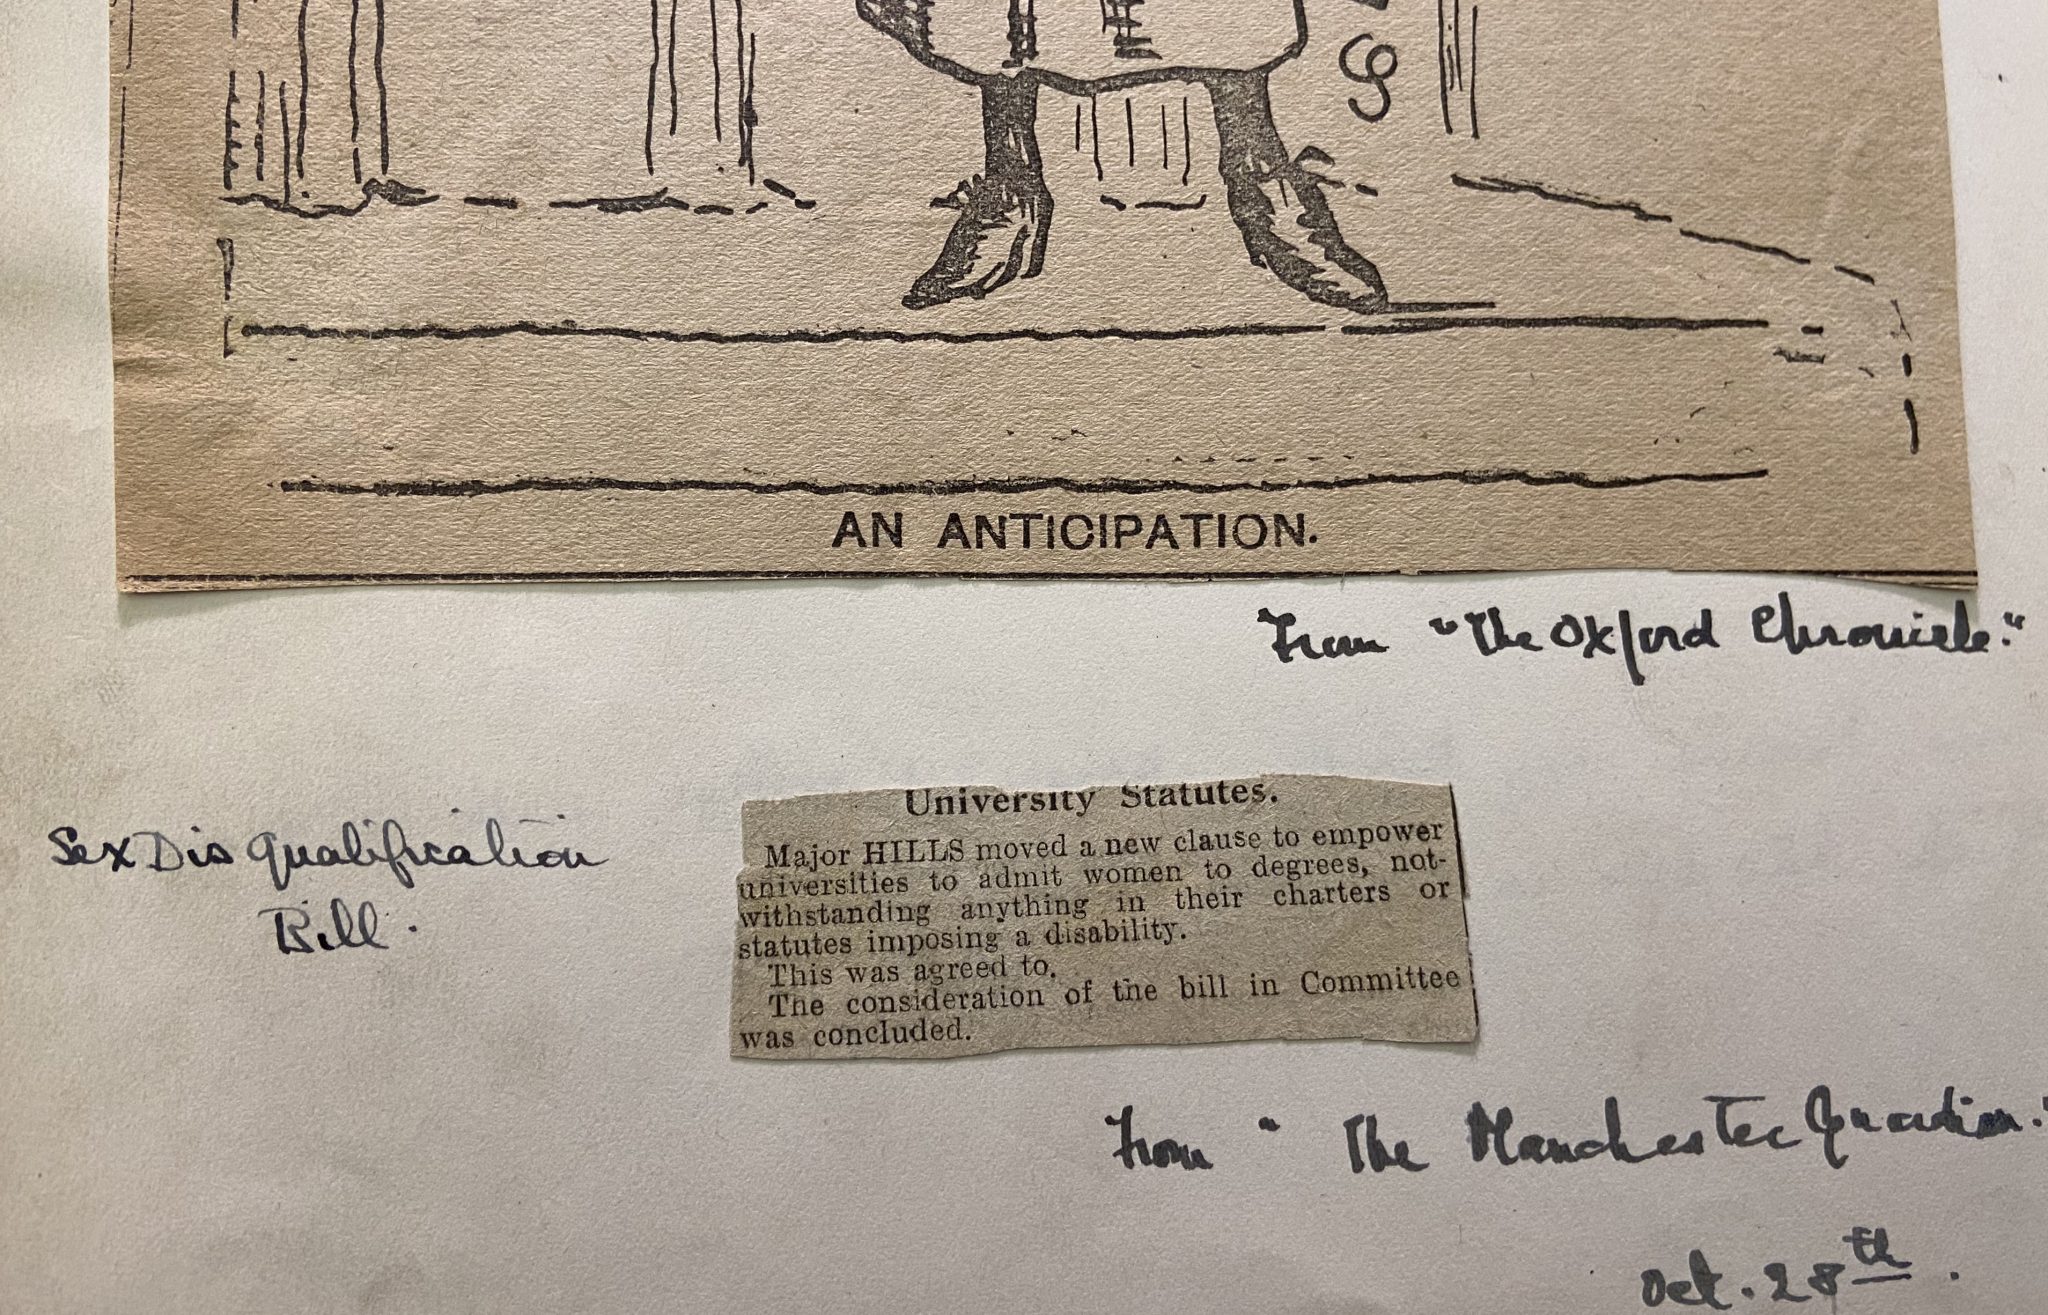 AN ANTICIPATION.
From "The Oxford Chronicle."
Sex Disqualification
Bill.
University Statutes.
Major HILLS moved a new clause to empower
universities to admit women to degrees, not-
withstanding anything in their charters or
statutes imposing a disability.
This was agreed to.
The consideration of the bill in Committee
was concluded.
From " The Manchester Guardian."
Oct. 28th.